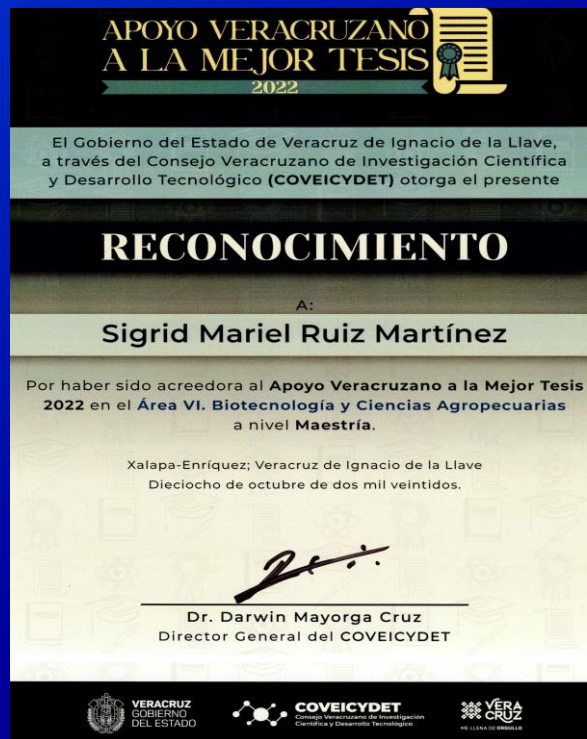 APOYO VERACRUZANO
A LA MEJOR TESIS
2022
El Gobierno del Estado de Veracruz de Ignacio de la Llave,
a través del Consejo Veracruzano de Investigación Científica
y Desarrollo Tecnológico (COVEICYDET) otorga el presente
RECONOCIMIENTO
A:
Sigrid Mariel Ruiz Martínez
Por haber sido acreedora al Apoyo Veracruzano a la Mejor Tesis
2022 en el Área VI. Biotecnología y Ciencias Agropecuarias
a nivel Maestría.
Xalapa-Enríquez; Veracruz de Ignacio de la Llave
Dieciocho de octubre de dos mil veintidos.
Dr. Darwin Mayorga Cruz
Director General del COVEICYDET
VERACRUZ
GOBIERNO
DEL ESTADO
COVEICYDET
Consejo Veracruzano de Investigación
Científica y Desarrollo Tecnológico
VERA
CRUZ
ME LLENA DE ORGULLO